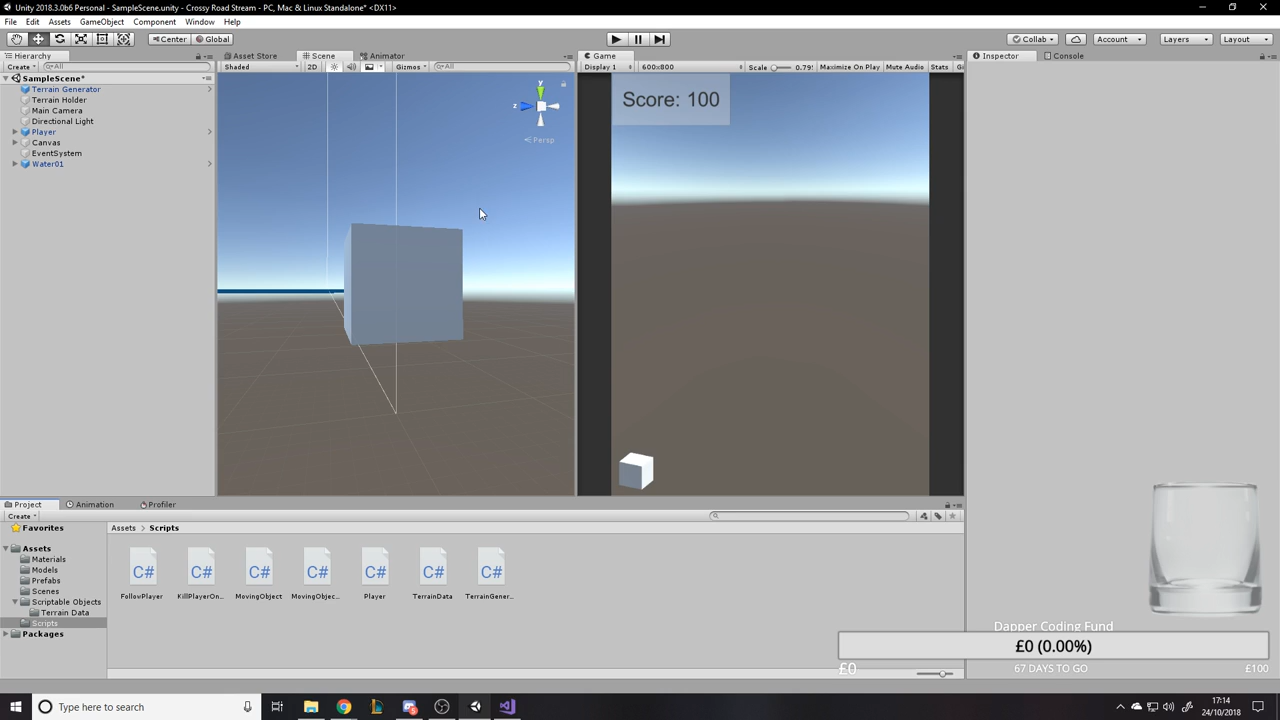 Unity 2018.3.0b6 Personal - SampleScene.unity - Crossy Road Stream - PC, Mac & Linux Standalone* <DX11>
File Edit Assets GameObject Component Window Help
Center Global Collab Account Layers Layout
Hierarchy Asset Store Scene Animator Game Inspector Console
Create All Shaded 2D Gizmos All Display 1 600x800 Scale 0.79 Maximize On Play Mute Audio Stats Gi
SampleScene*
Terrain Generator
Terrain Holder
Main Camera
Directional Light
Player
Canvas
EventSystem
Water01
y
z
Persp
Score: 100
Project Animation Profiler
Create
Favorites
Assets
Materials
Models
Prefabs
Scenes
Scriptable Objects
Terrain Data
Scripts
Packages
Assets > Scripts
C# C# C# C# C# C# C#
FollowPlayer KillPlayerOn... MovingObject MovingObjec... Player TerrainData TerrainGener...
Dapper Coding Fund
£0 (0.00%)
£0 67 DAYS TO GO £100
Type here to search
17:14
24/10/2018